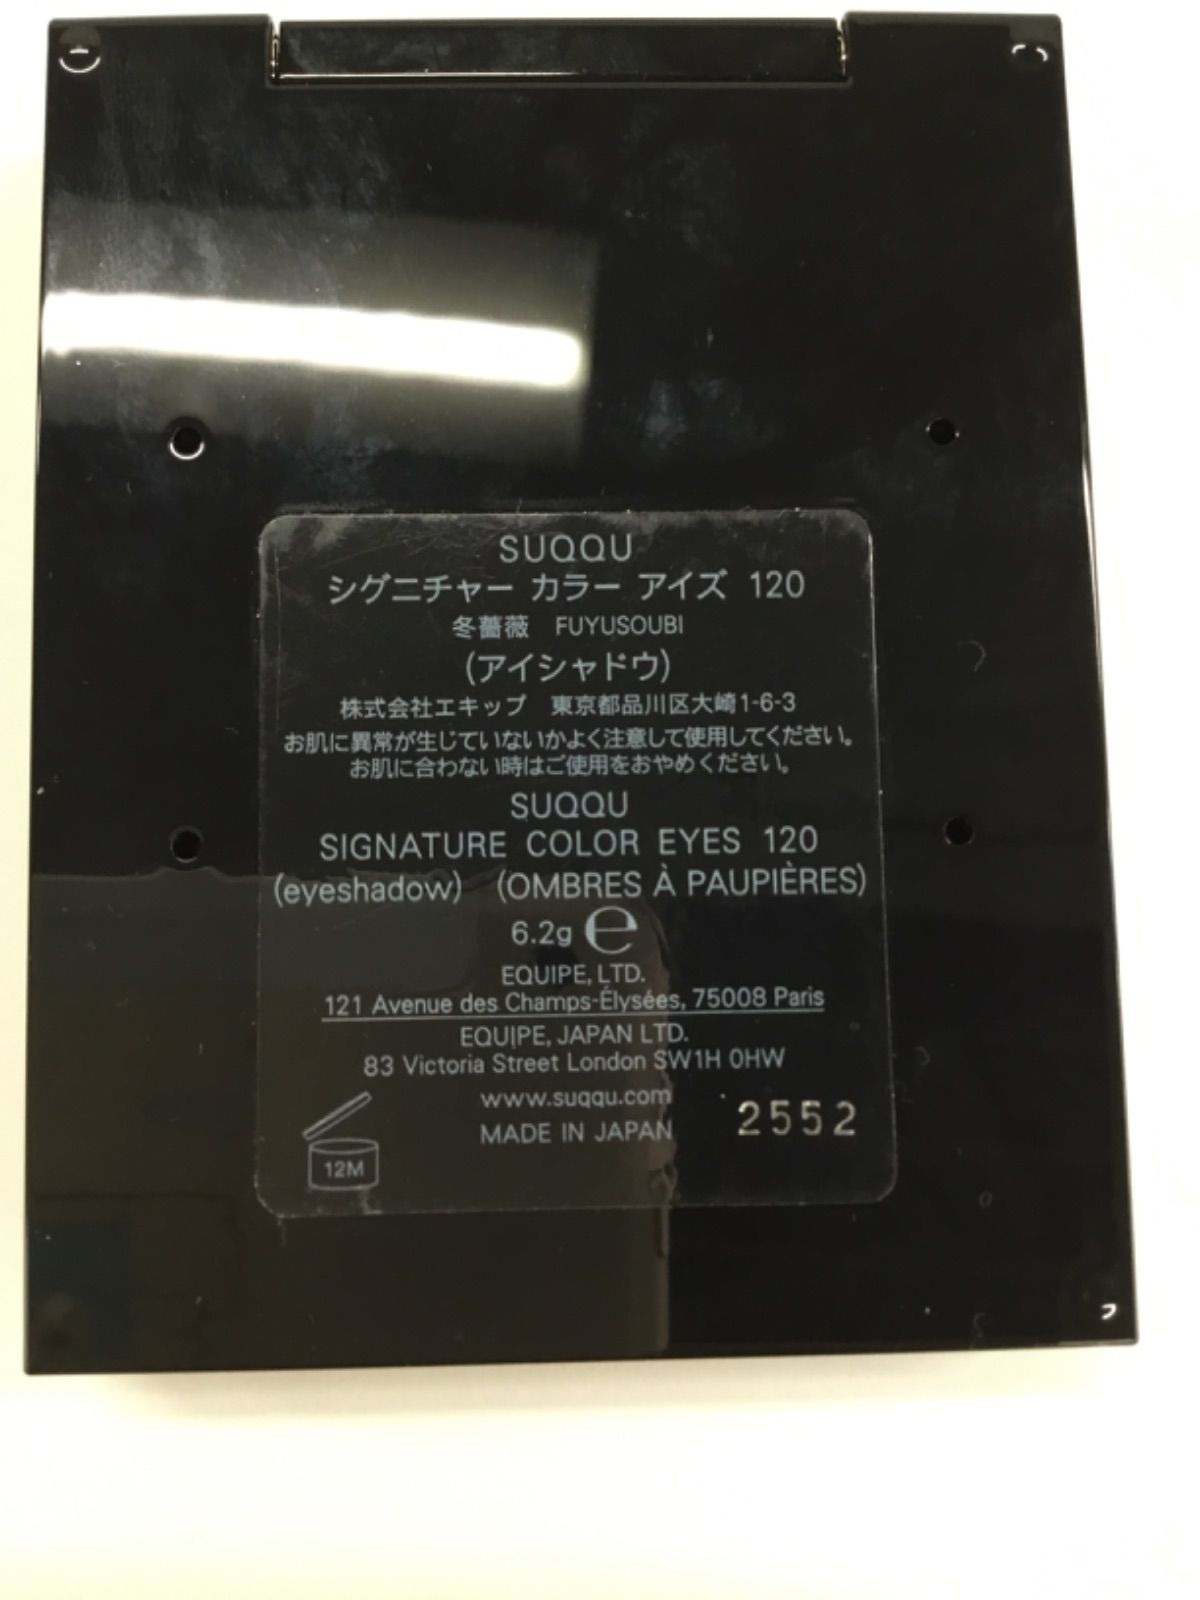 SUQQU
シグニチャー カラー アイズ 120
冬薔薇 FUYUSOUBI
(アイシャドウ)
株式会社エキップ 東京都品川区大崎1-6-3
お肌に異常が生じていないかよく注意して使用してください。
お肌に合わない時はご使用をおやめください。
SUQQU
SIGNATURE COLOR EYES 120
(eyeshadow) (OMBRES À PAUPIÈRES)
6.2g ℮
EQUIPE, LTD.
121 Avenue des Champs-Élysées, 75008 Paris
EQUIPE, JAPAN LTD.
83 Victoria Street London SW1H 0HW
www.suqqu.com
MADE IN JAPAN 2552
12M